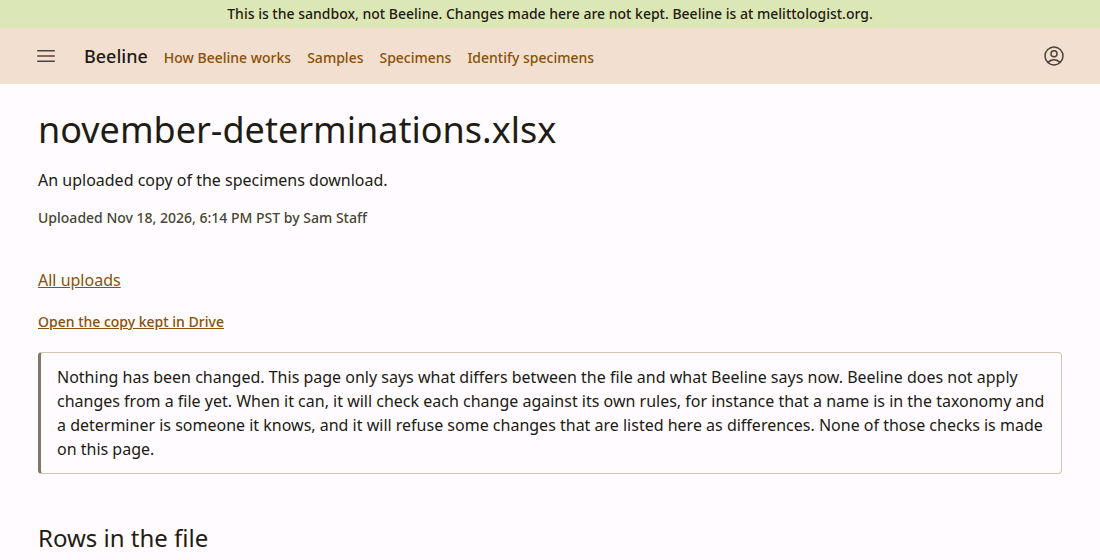 This is the sandbox, not Beeline. Changes made here are not kept. Beeline is at melittologist.org.
Beeline How Beeline works Samples Specimens Identify specimens
november-determinations.xlsx
An uploaded copy of the specimens download.
Uploaded Nov 18, 2026, 6:14 PM PST by Sam Staff
All uploads
Open the copy kept in Drive
Nothing has been changed. This page only says what differs between the file and what Beeline says now. Beeline does not apply
changes from a file yet. When it can, it will check each change against its own rules, for instance that a name is in the taxonomy and
a determiner is someone it knows, and it will refuse some changes that are listed here as differences. None of those checks is made
on this page.
Rows in the file